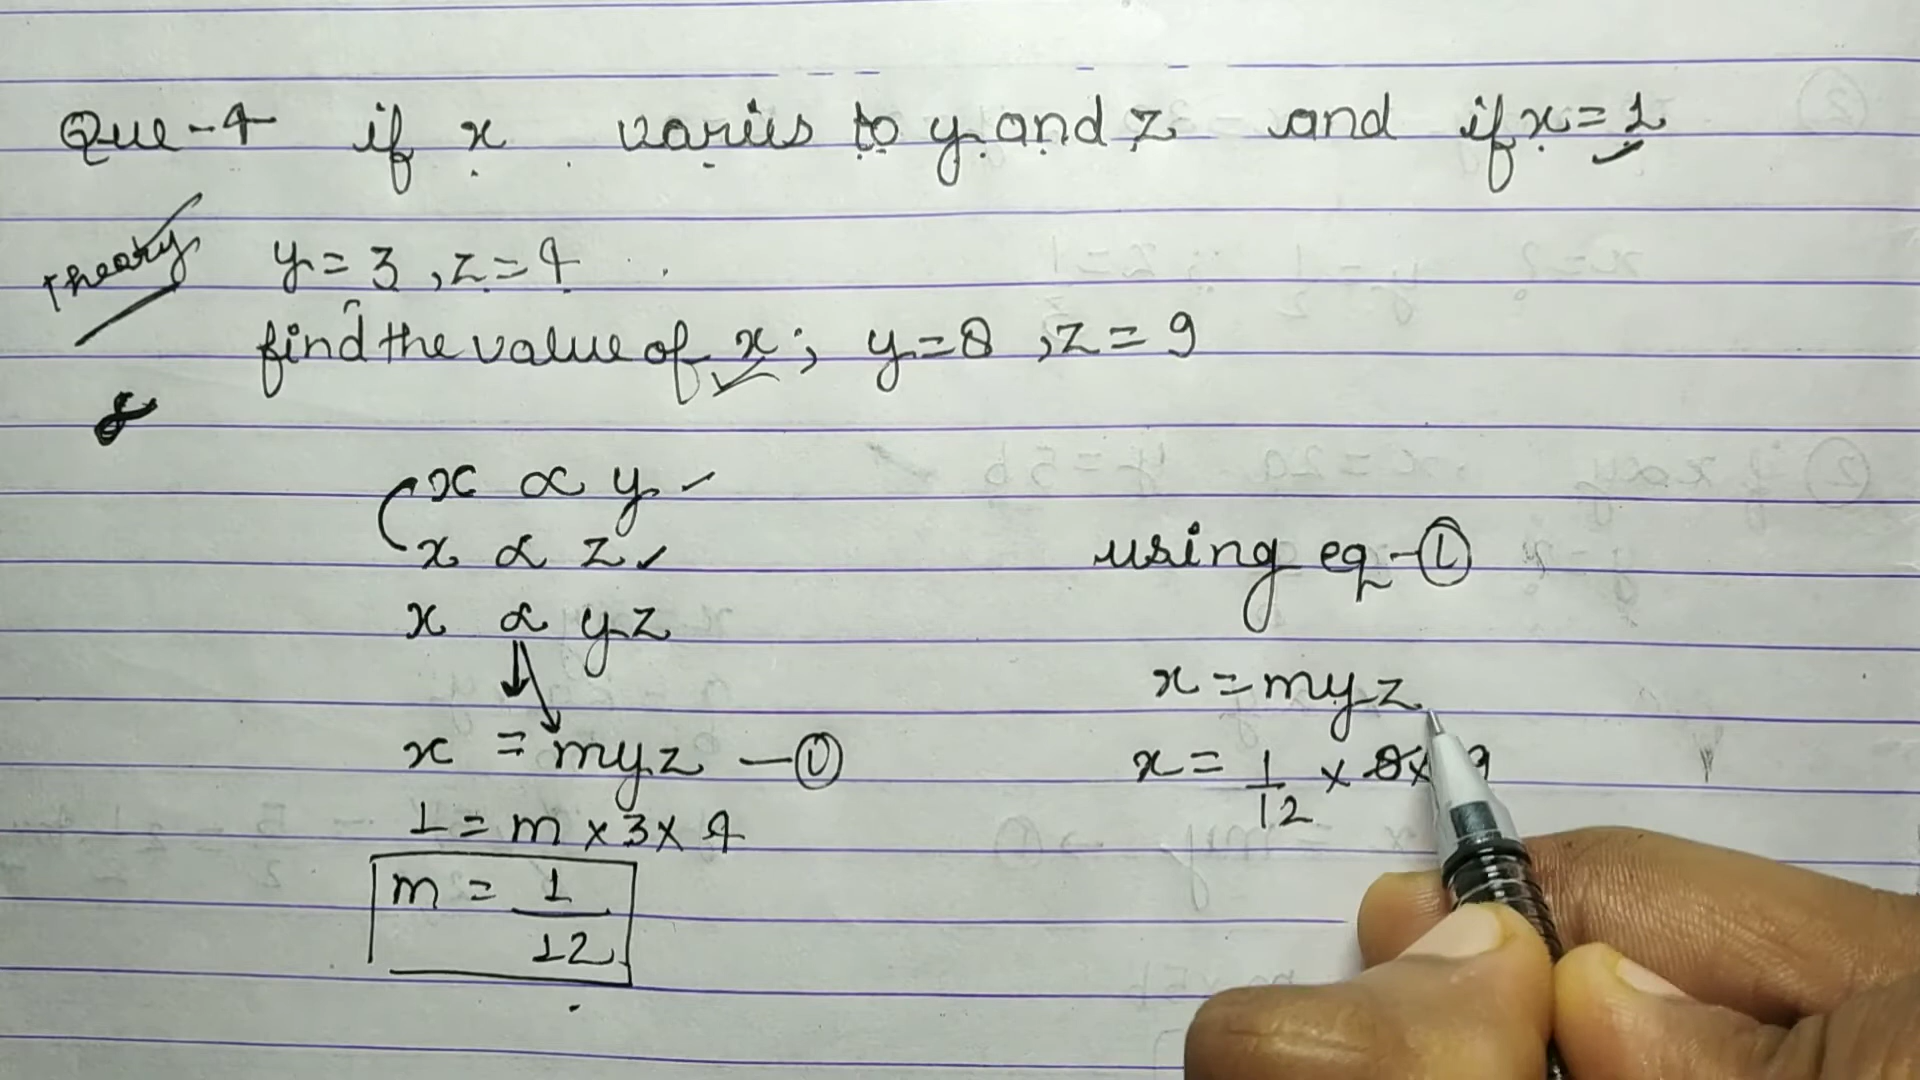 Que-4 if x varies to y and z and if x=1
Theary
y=3, z=4
find the value of x; y=8, z=9
x ∝ y
x ∝ z
x ∝ yz
x = myz —①
1 = m×3×4
m = 1/12
using eq-①
x = myz
x = 1/12 × 8× 9